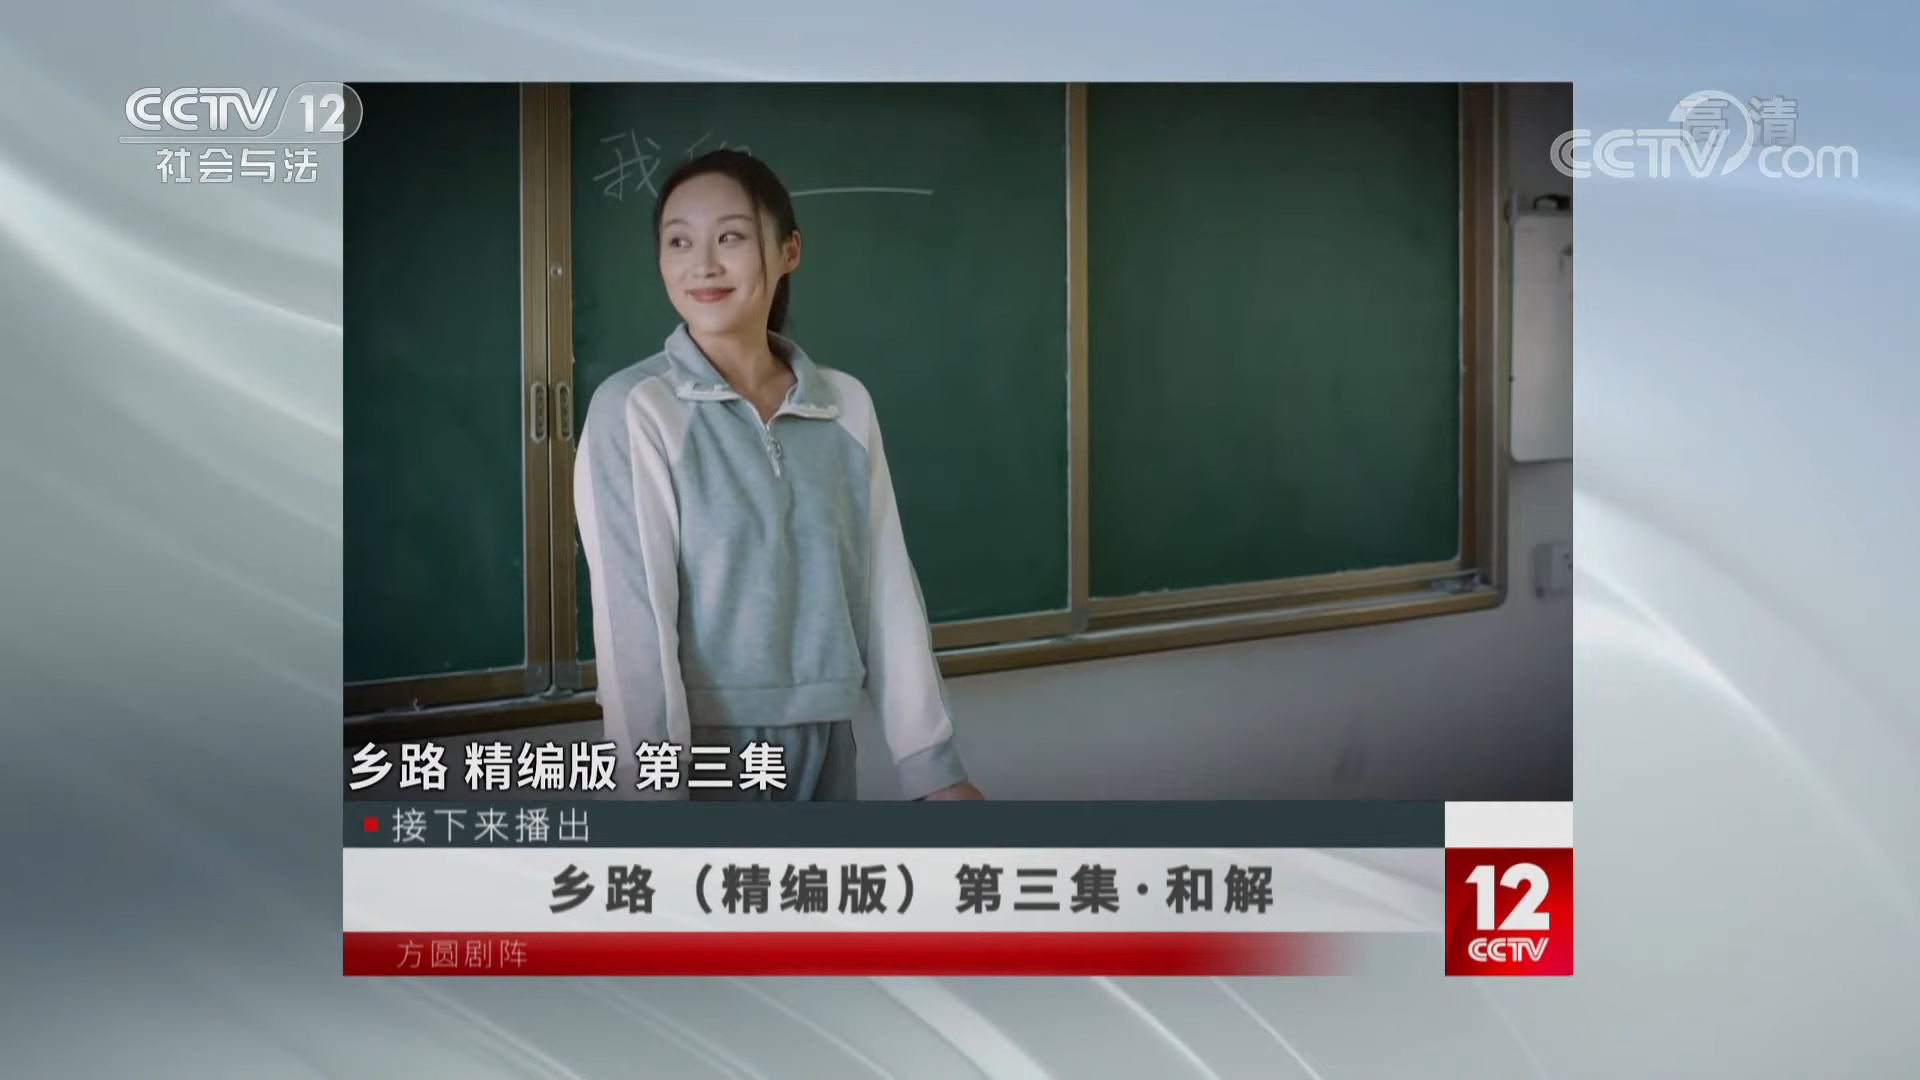 CCTV 12
社会与法
高清
CCTV com
我们
乡路 精编版 第三集
接下来播出
乡路（精编版）第三集·和解
方圆剧阵
12
CCTV